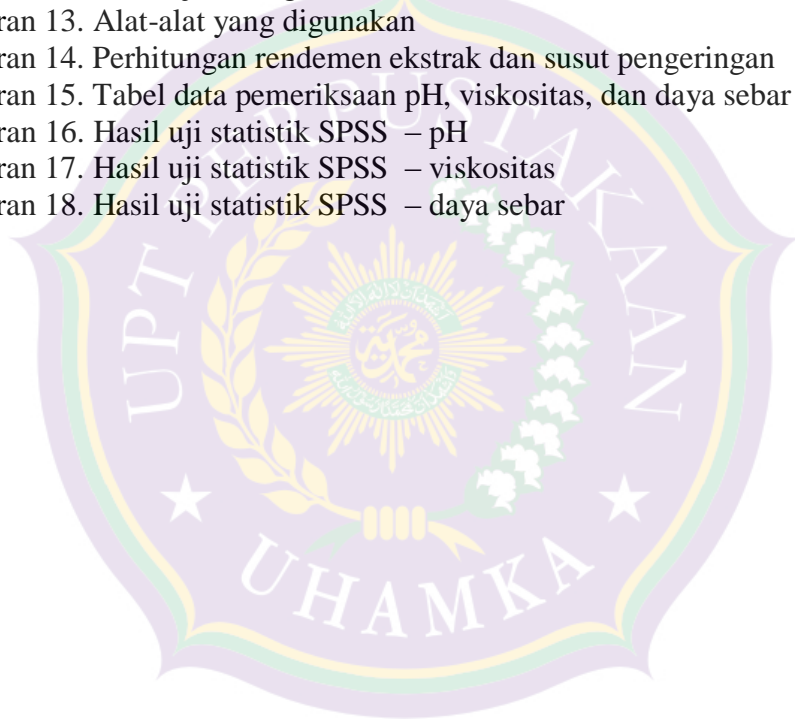 ran 13. Alat-alat yang digunakan
ran 14. Perhitungan rendemen ekstrak dan susut pengeringan
ran 15. Tabel data pemeriksaan pH, viskositas, dan daya sebar
ran 16. Hasil uji statistik SPSS – pH
ran 17. Hasil uji statistik SPSS – viskositas
ran 18. Hasil uji statistik SPSS – daya sebar
UPT PERPUSTAKAAN
UHAMKA